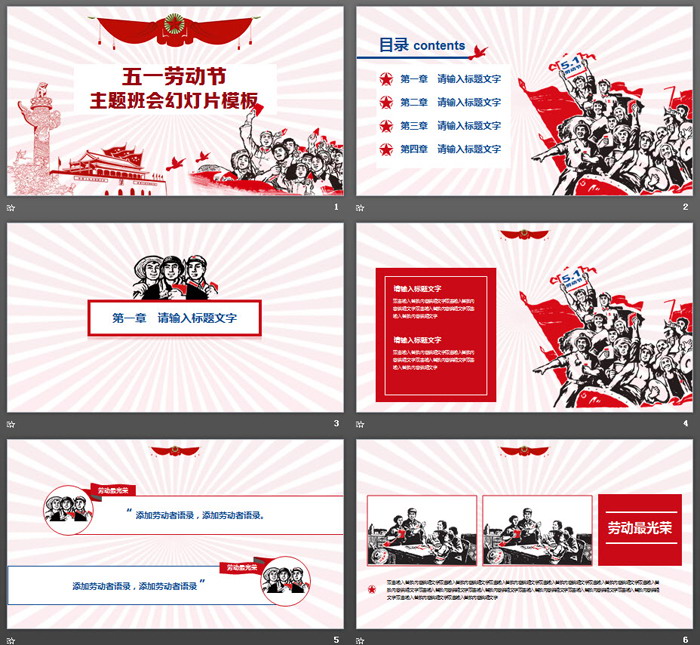 五一劳动节
主题班会幻灯片模板
1
目录 contents
5.1
劳动节
第一章 请输入标题文字
第二章 请输入标题文字
第三章 请输入标题文字
第四章 请输入标题文字
2
第一章 请输入标题文字
3
5.1
劳动节
请输入标题文字
请输入标题文字
4
劳动最光荣
“ 添加劳动者语录，添加劳动者语录。
劳动最光荣
添加劳动者语录，添加劳动者语录 ”
5
劳动最光荣
6